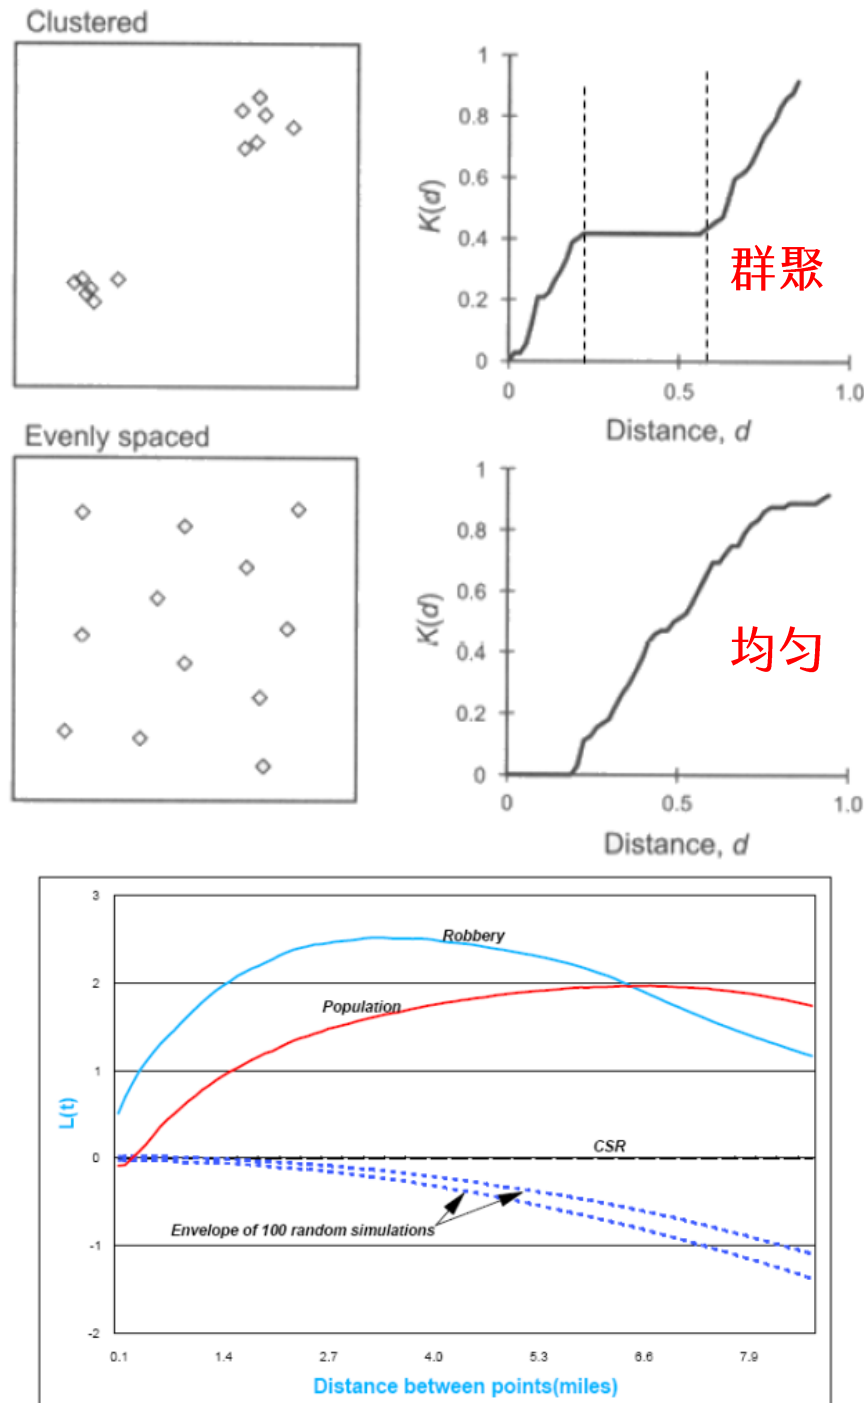 Clustered
1
0.8
0.6
0.4
0.2
0
K(d)
群聚
0
0.5
1.0
Distance, d
Evenly spaced
1
0.8
0.6
0.4
0.2
0
K(d)
均匀
0
0.5
1.0
Distance, d
3
2
1
0
-1
-2
L(t)
Robbery
Population
CSR
Envelope of 100 random simulations
0.1
1.4
2.7
4.0
5.3
6.6
7.9
Distance between points(miles)